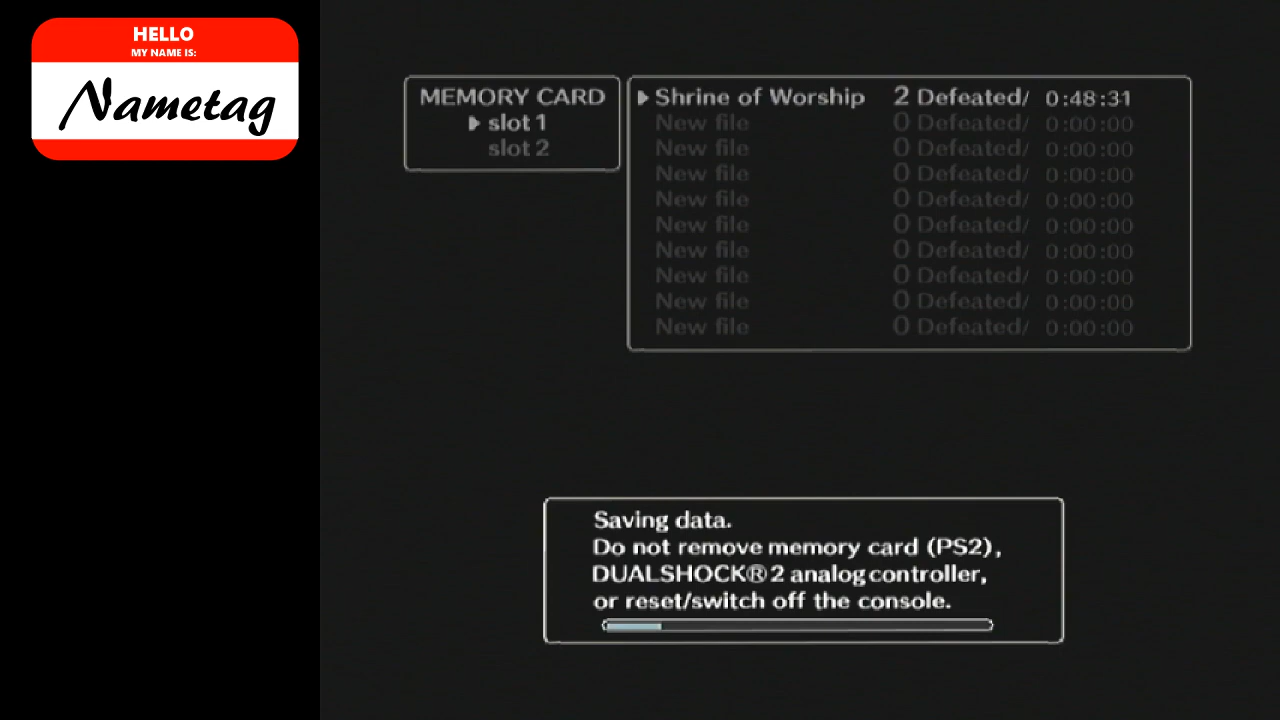 HELLO
MY NAME IS:
Nametag
MEMORY CARD
slot 1
slot 2
Shrine of Worship 2 Defeated/ 0:48:31
New file 0 Defeated/ 0:00:00
New file 0 Defeated/ 0:00:00
New file 0 Defeated/ 0:00:00
New file 0 Defeated/ 0:00:00
New file 0 Defeated/ 0:00:00
New file 0 Defeated/ 0:00:00
New file 0 Defeated/ 0:00:00
New file 0 Defeated/ 0:00:00
New file 0 Defeated/ 0:00:00
Saving data.
Do not remove memory card (PS2),
DUALSHOCK®2 analog controller,
or reset/switch off the console.